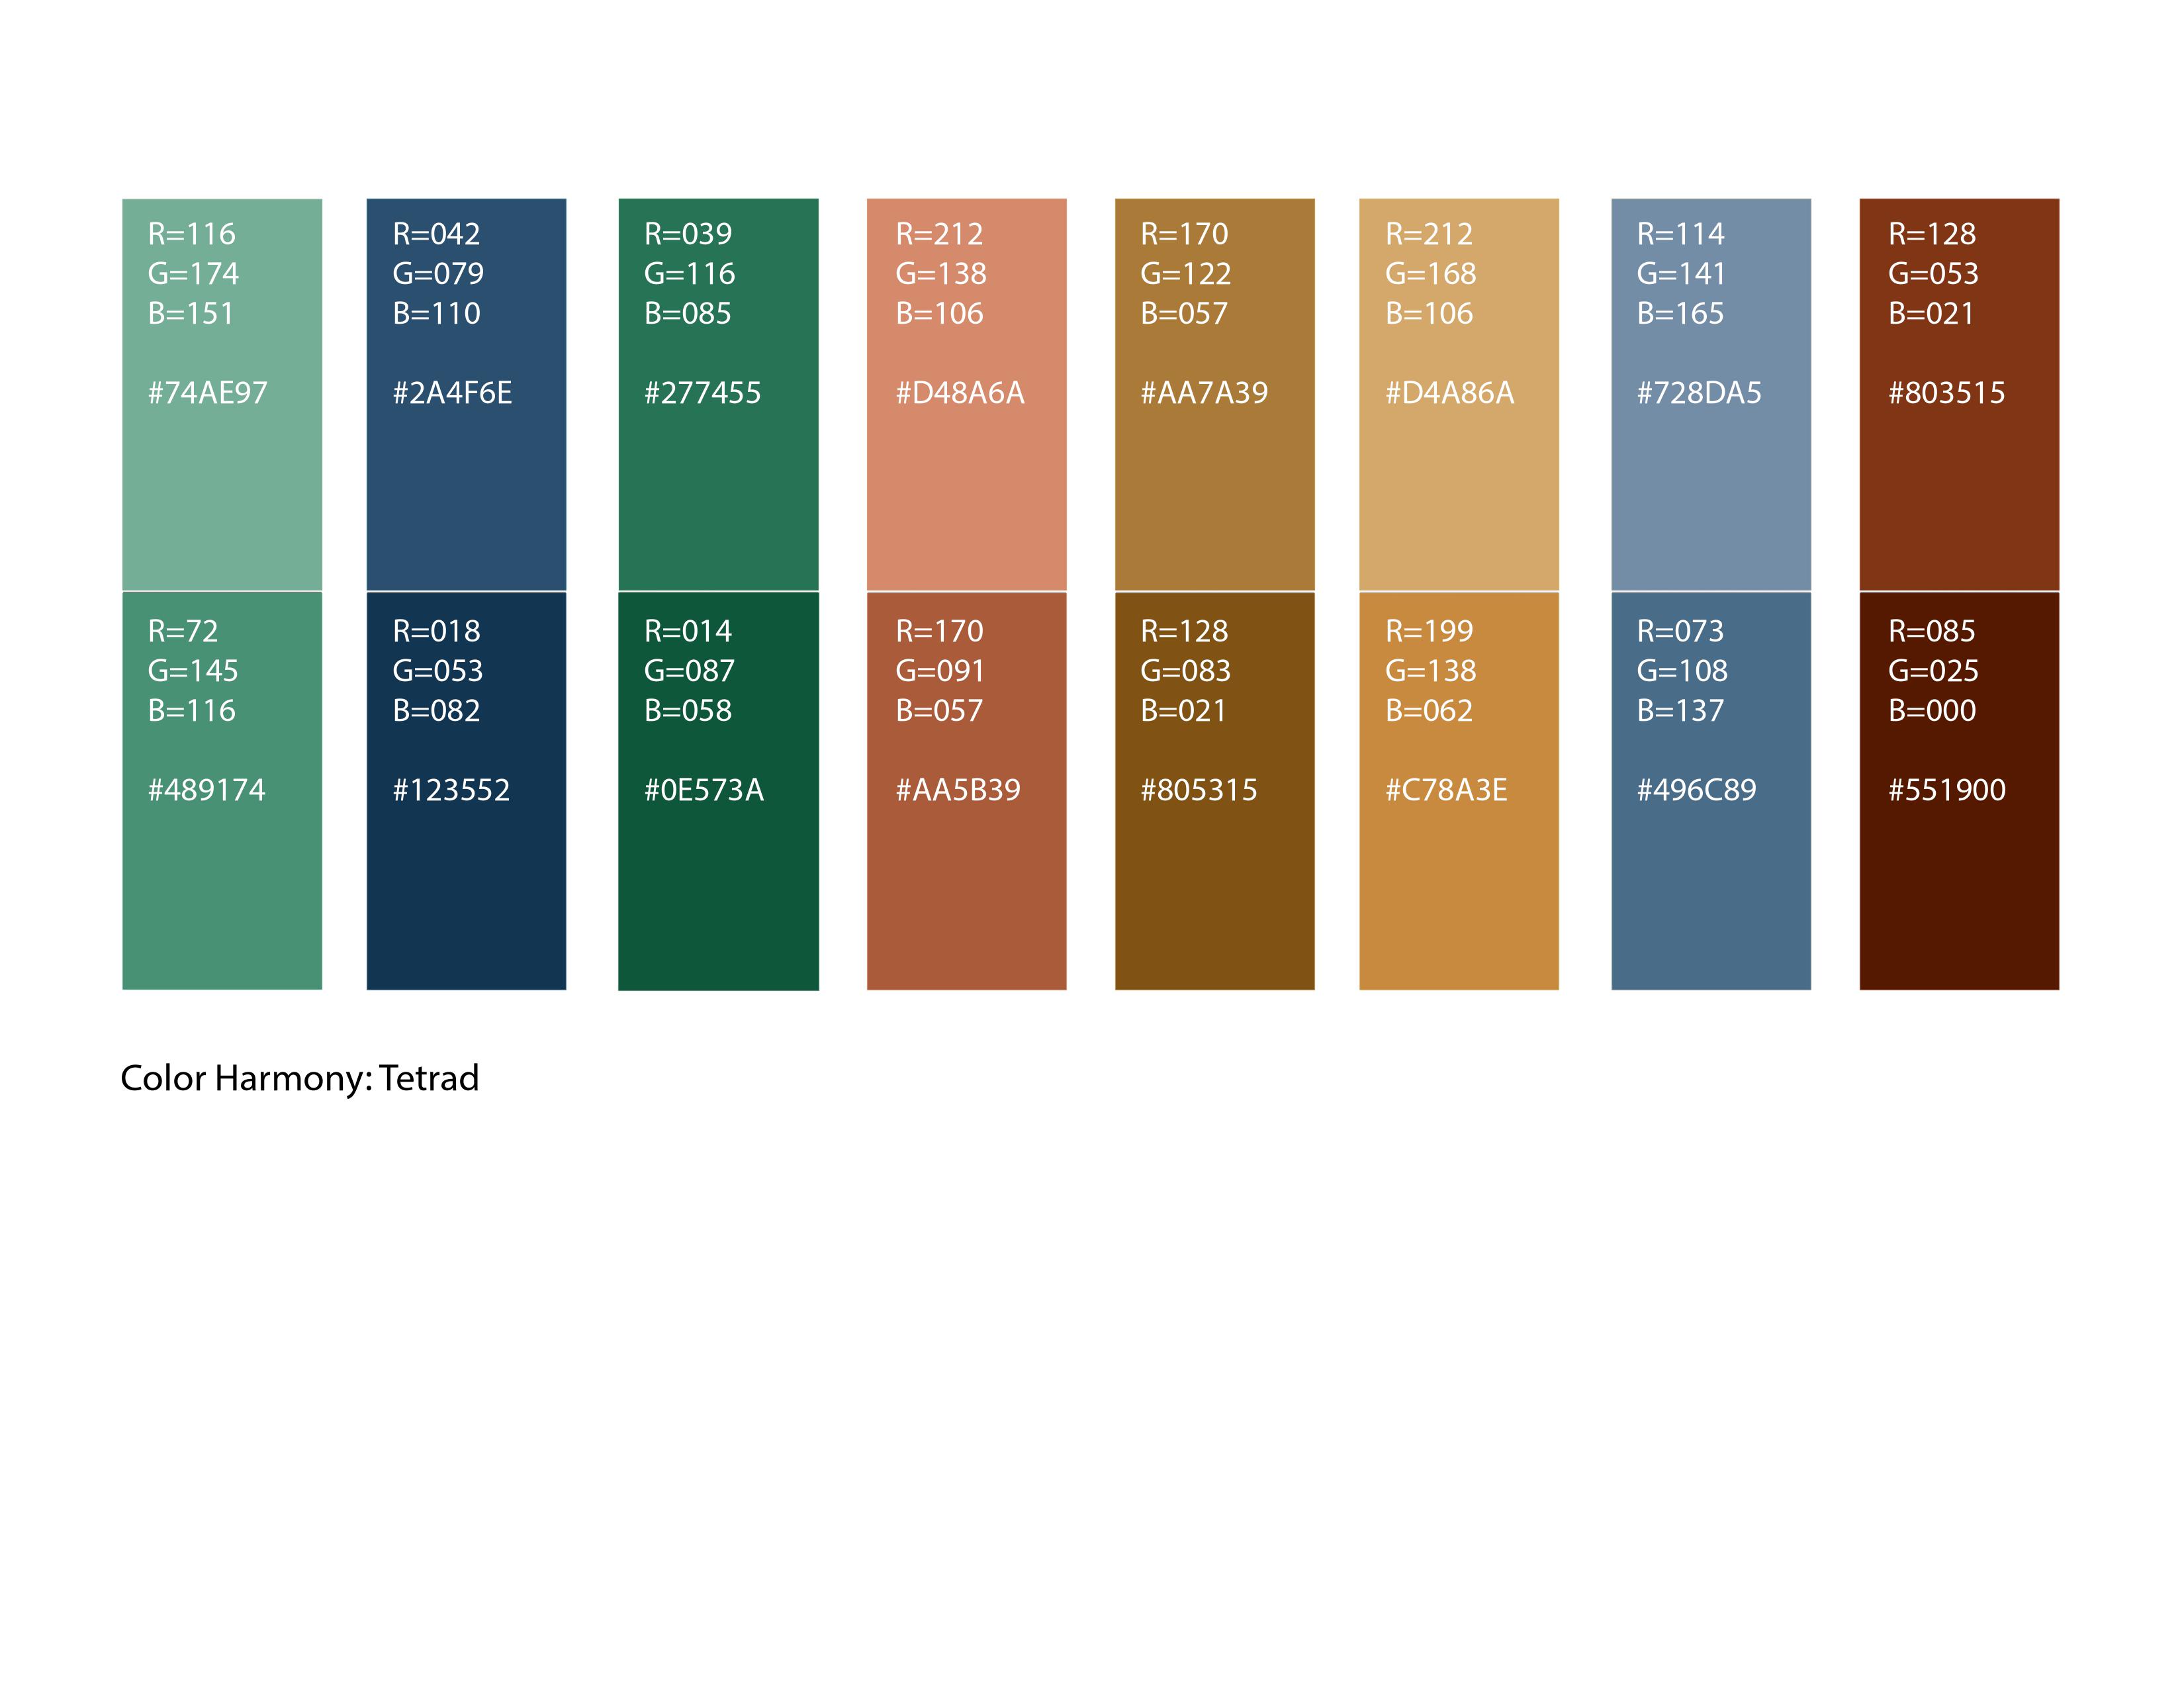 R=116
G=174
B=151
#74AE97
R=042
G=079
B=110
#2A4F6E
R=039
G=116
B=085
#277455
R=212
G=138
B=106
#D48A6A
R=170
G=122
B=057
#AA7A39
R=212
G=168
B=106
#D4A86A
R=114
G=141
B=165
#728DA5
R=128
G=053
B=021
#803515
R=72
G=145
B=116
#489174
R=018
G=053
B=082
#123552
R=014
G=087
B=058
#0E573A
R=170
G=091
B=057
#AA5B39
R=128
G=083
B=021
#805315
R=199
G=138
B=062
#C78A3E
R=073
G=108
B=137
#496C89
R=085
G=025
B=000
#551900
Color Harmony: Tetrad